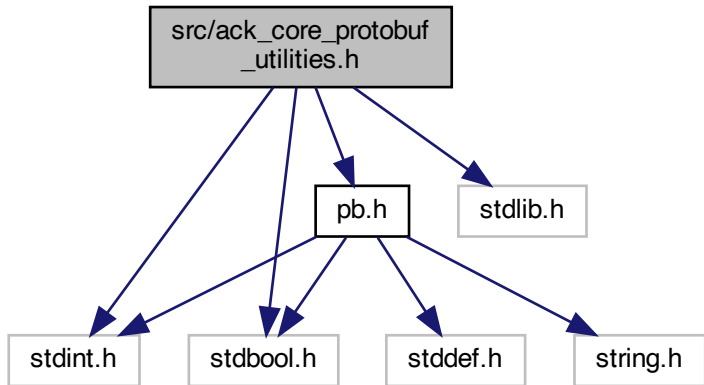 src/ack_core_protobuf
_utilities.h
pb.h
stdlib.h
stdint.h
stdbool.h
stddef.h
string.h